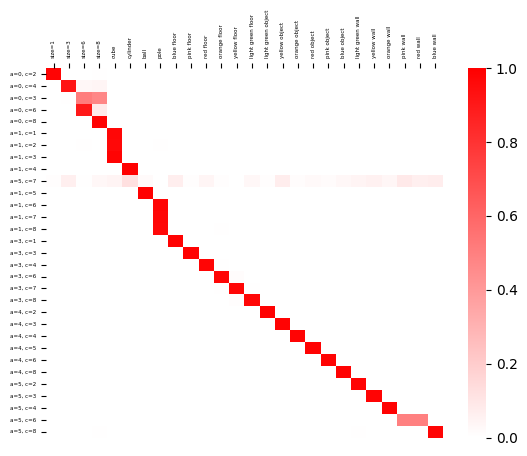 size=1
size=3
size=6
size=8
cube
cylinder
ball
pole
blue floor
pink floor
red floor
orange floor
yellow floor
light green floor
light green object
yellow object
orange object
red object
pink object
blue object
light green wall
yellow wall
orange wall
pink wall
red wall
blue wall
a=0, c=2
a=0, c=4
a=0, c=3
a=0, c=6
a=0, c=8
a=1, c=1
a=1, c=2
a=1, c=3
a=1, c=4
a=5, c=7
a=1, c=5
a=1, c=6
a=1, c=7
a=1, c=8
a=3, c=1
a=3, c=3
a=3, c=4
a=3, c=6
a=3, c=7
a=3, c=8
a=4, c=2
a=4, c=3
a=4, c=4
a=4, c=5
a=4, c=6
a=4, c=8
a=5, c=2
a=5, c=3
a=5, c=4
a=5, c=6
a=5, c=8
1.0
0.8
0.6
0.4
0.2
0.0